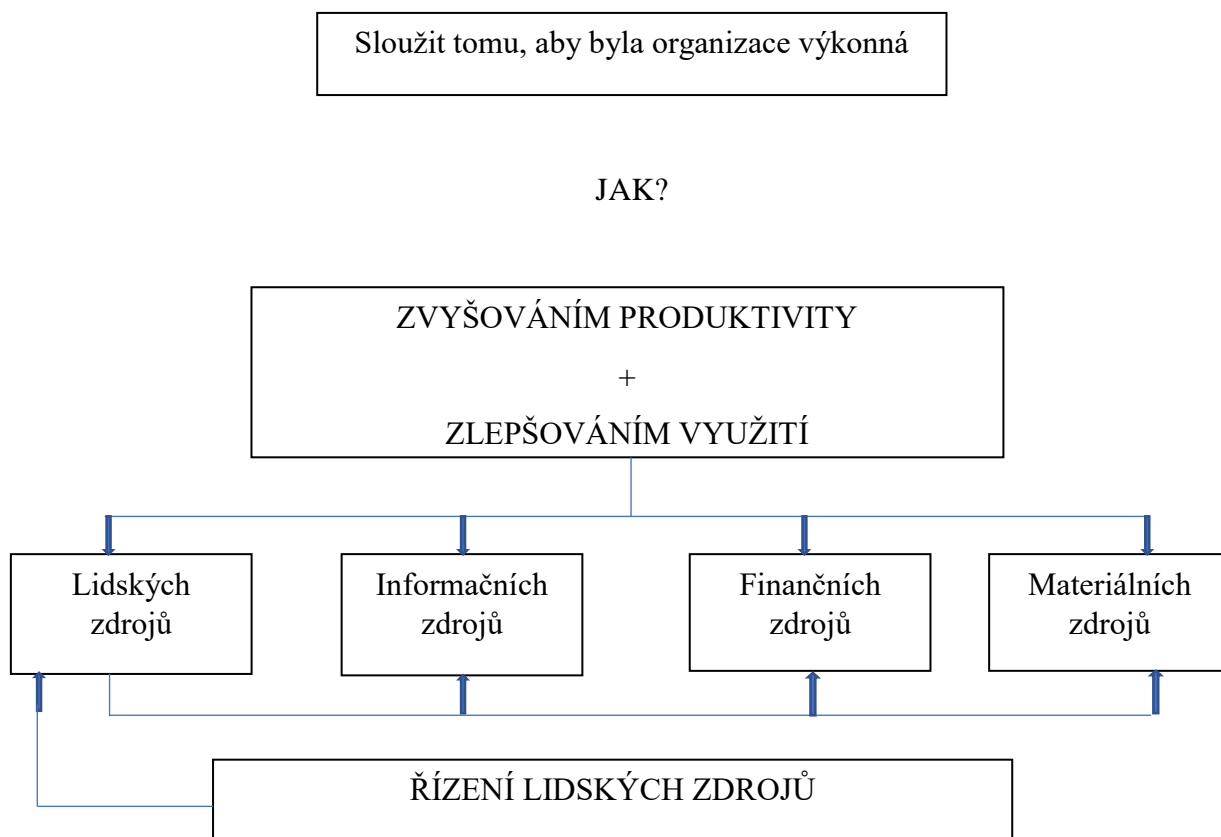 Sloužit tomu, aby byla organizace výkonná
JAK?
ZVYŠOVÁNÍM PRODUKTIVITY
+
ZLEPŠOVÁNÍM VYUŽITÍ
Lidských
zdrojů
Informačních
zdrojů
Finančních
zdrojů
Materiálních
zdrojů
ŘÍZENÍ LIDSKÝCH ZDROJŮ